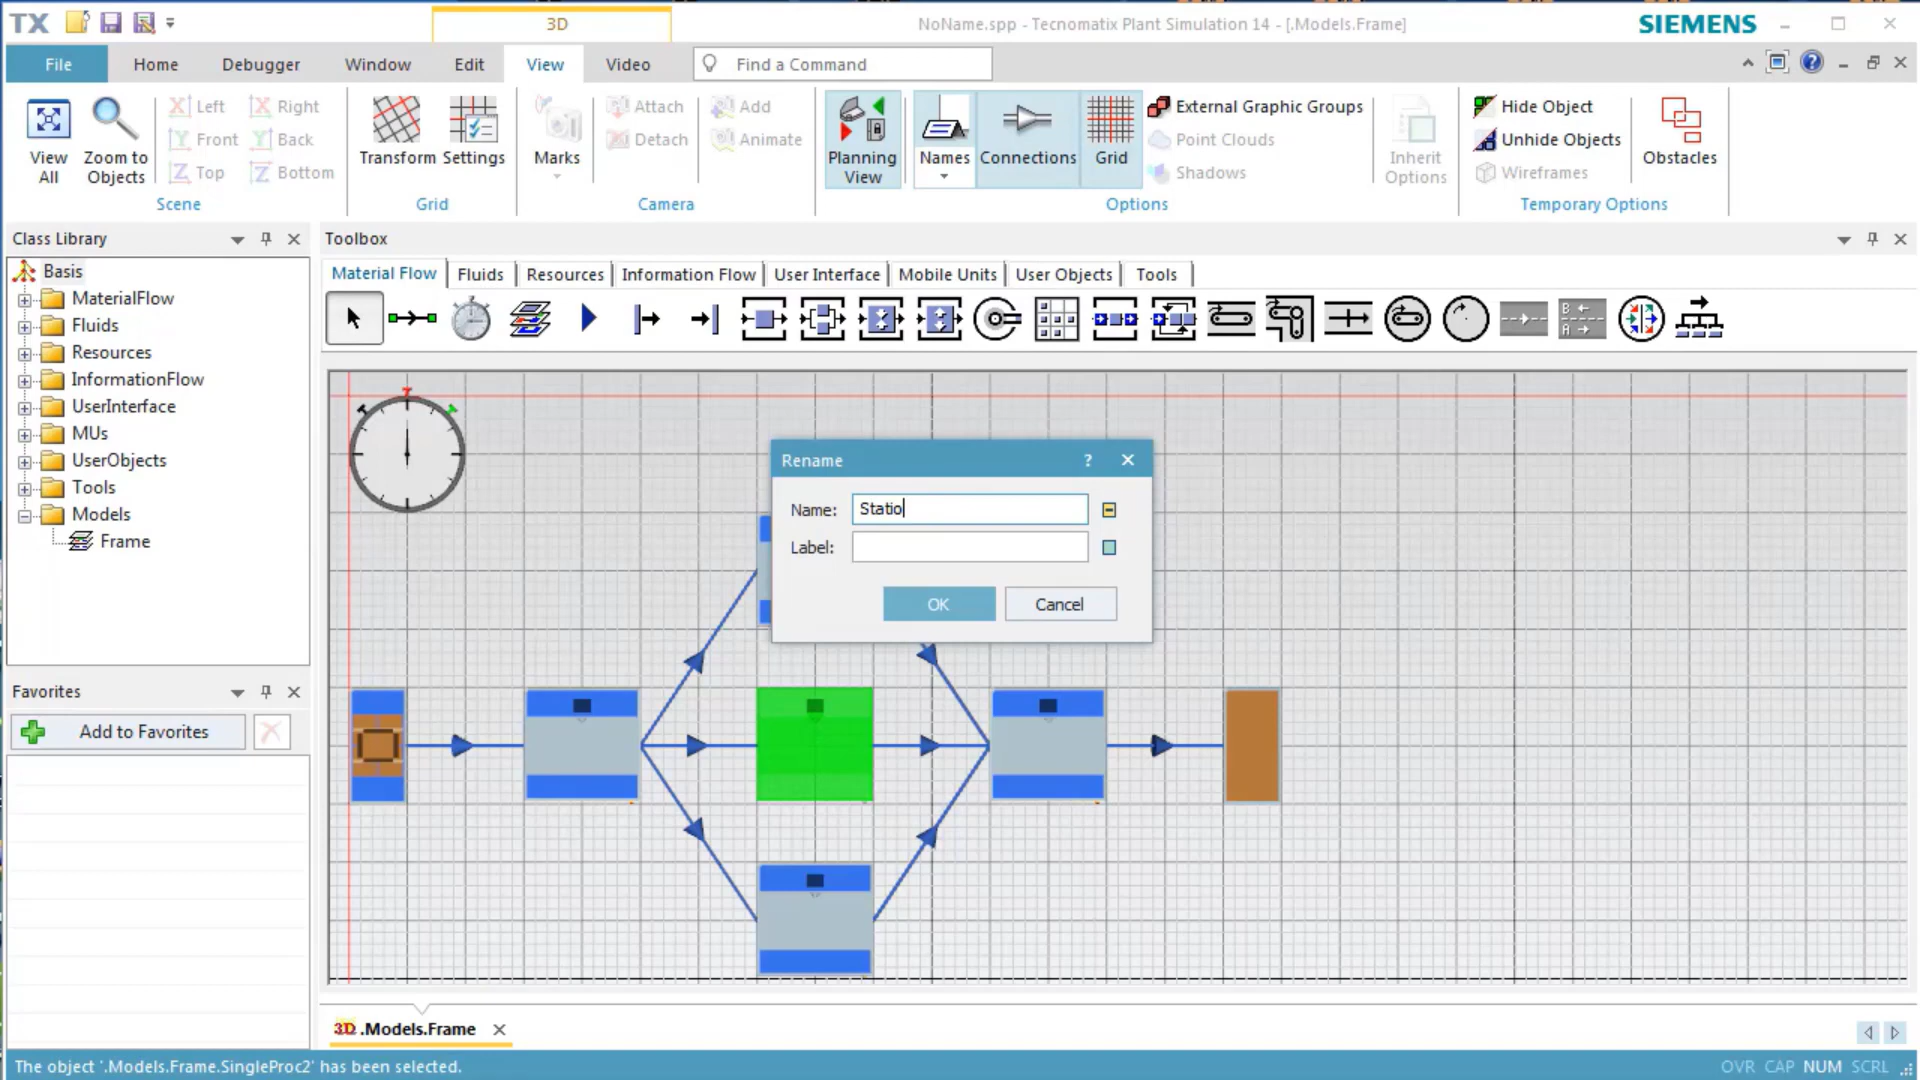 TX
3D
NoName.spp - Tecnomatix Plant Simulation 14 - [.Models.Frame]
SIEMENS
File
Home
Debugger
Window
Edit
View
Video
Find a Command
View All
Zoom to Objects
Left
Front
Top
Right
Back
Bottom
Scene
Transform
Settings
Grid
Marks
Attach
Detach
Add
Animate
Camera
Planning View
Names
Connections
Grid
External Graphic Groups
Point Clouds
Shadows
Options
Inherit Options
Hide Object
Unhide Objects
Wireframes
Obstacles
Temporary Options
Class Library
Basis
MaterialFlow
Fluids
Resources
InformationFlow
UserInterface
MUs
UserObjects
Tools
Models
Frame
Favorites
Add to Favorites
Toolbox
Material Flow
Fluids
Resources
Information Flow
User Interface
Mobile Units
User Objects
Tools
B
A
Rename
?
Name:
Statio
Label:
OK
Cancel
3D .Models.Frame
The object '.Models.Frame.SingleProc2' has been selected.
OVR CAP NUM SCRL